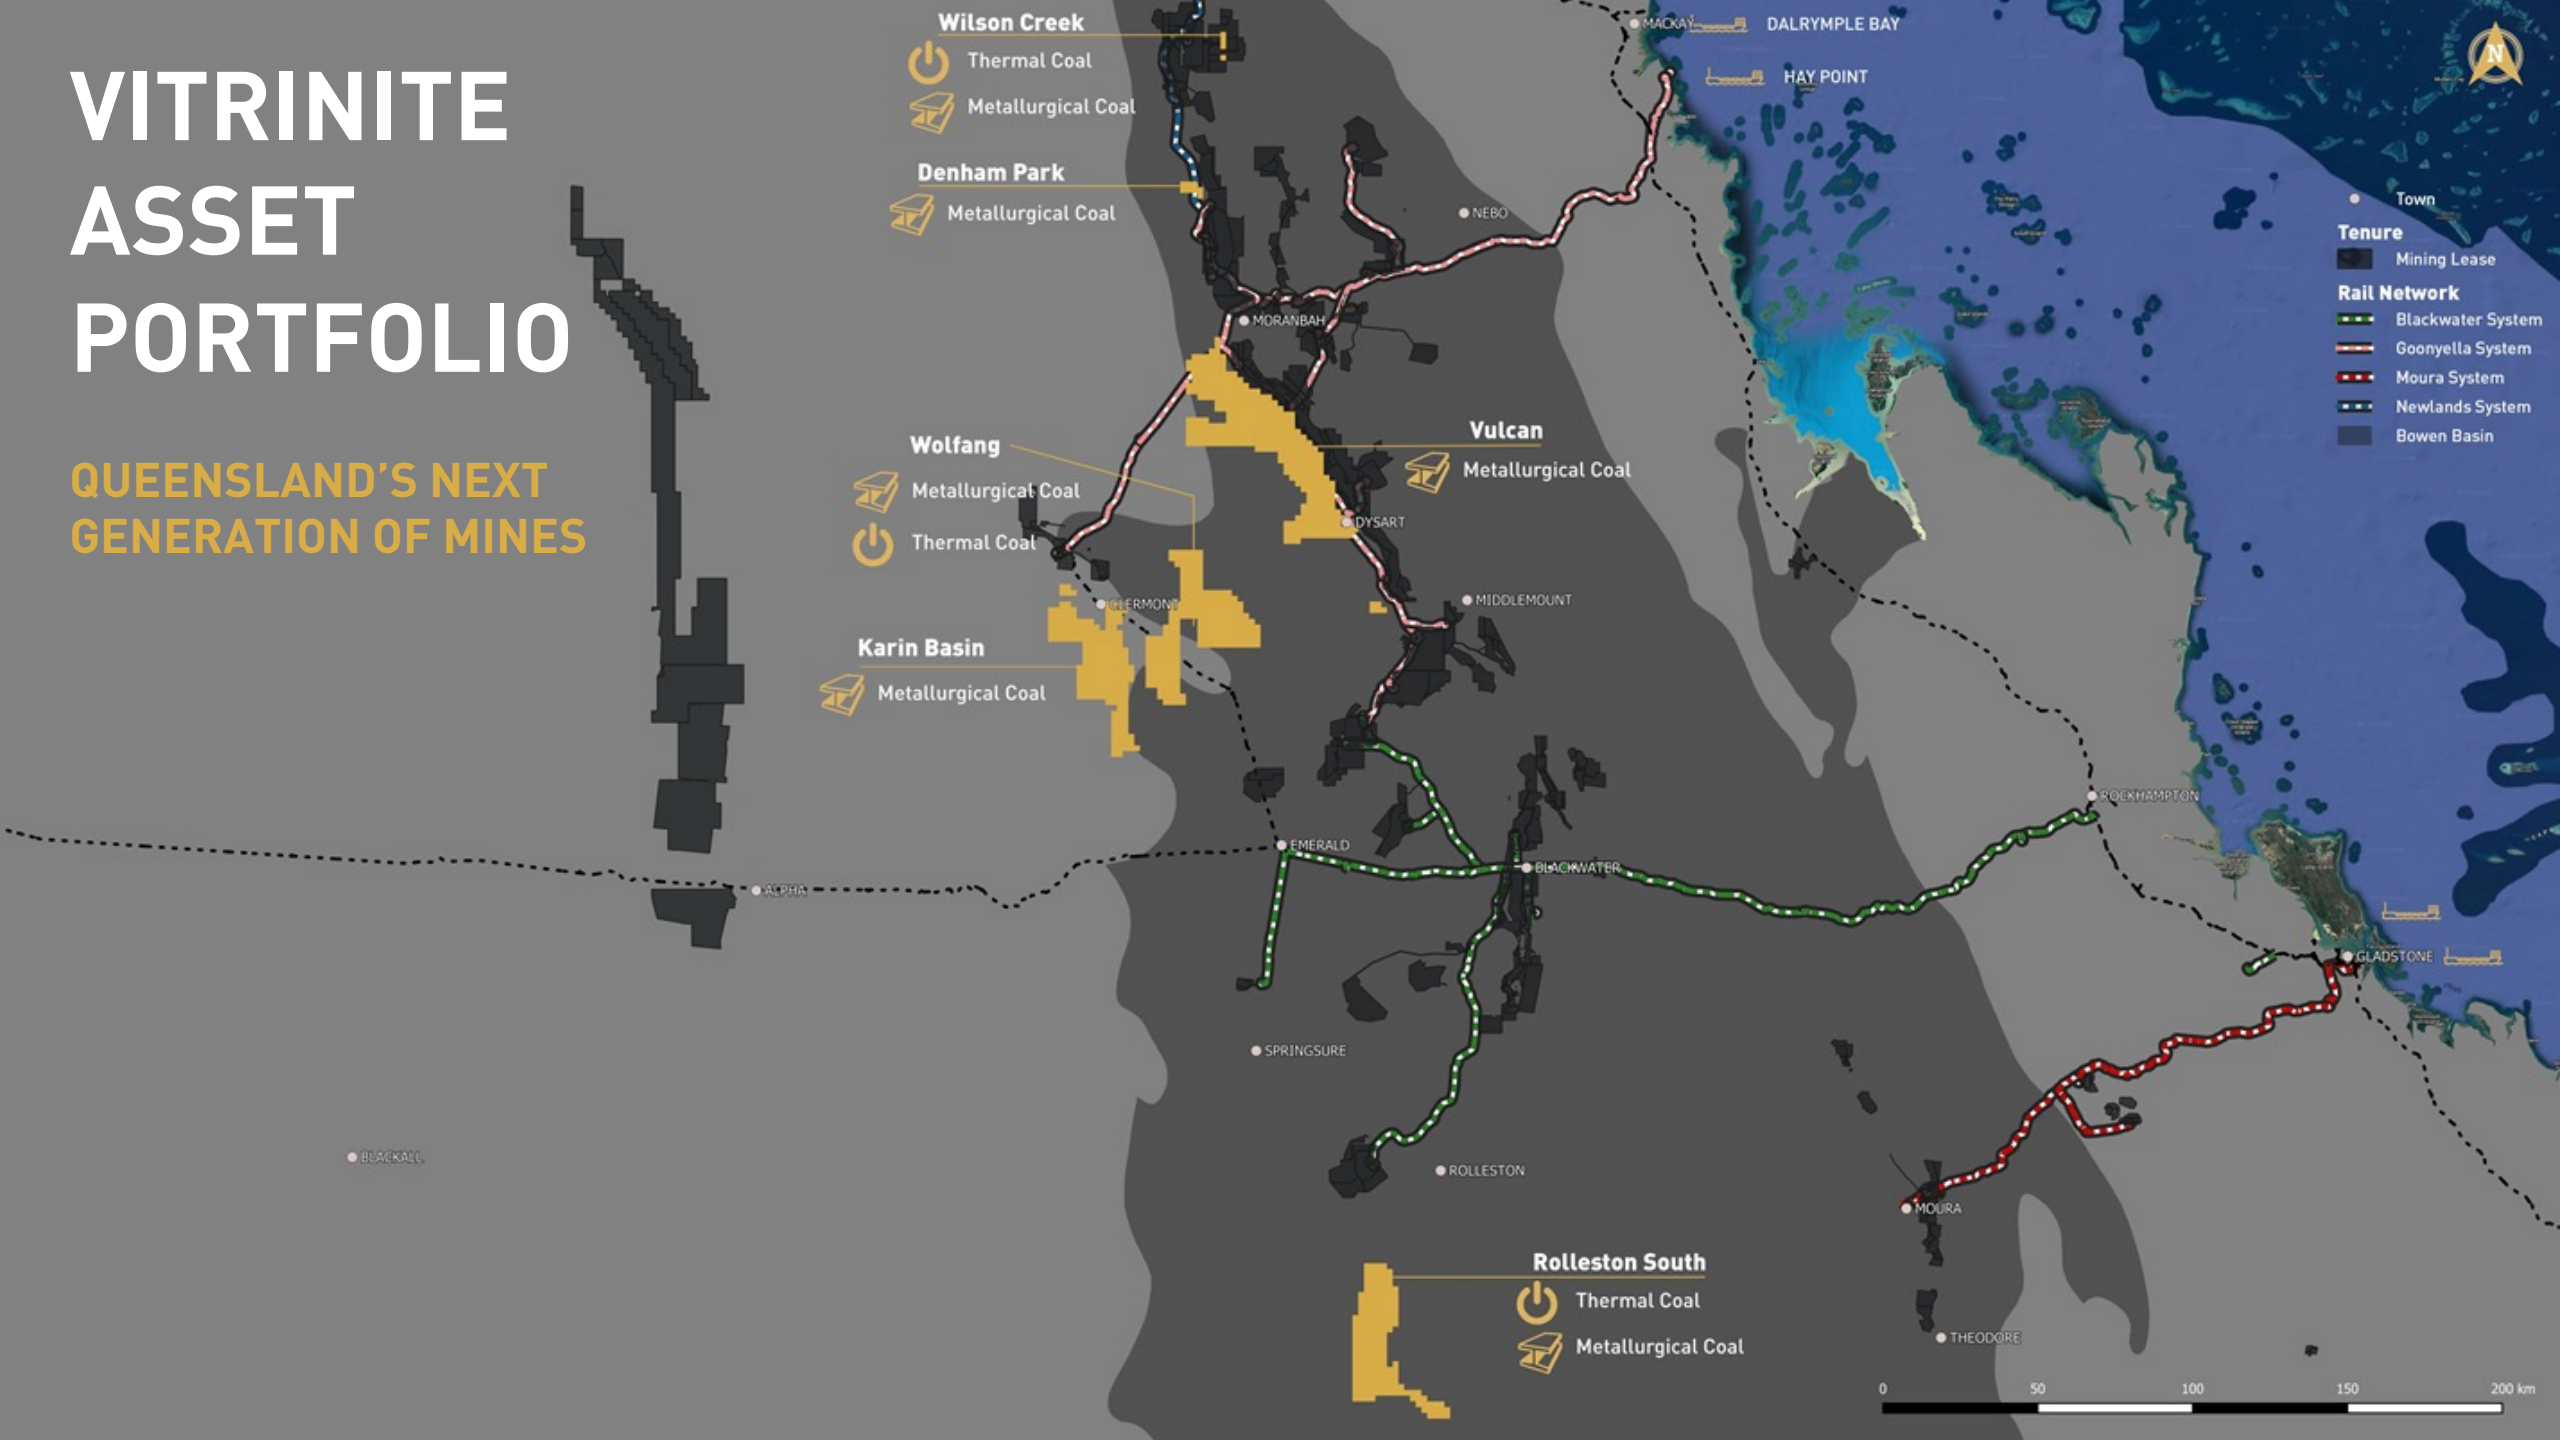 VITRINITE
ASSET
PORTFOLIO
QUEENSLAND'S NEXT
GENERATION OF MINES
Wilson Creek
Thermal Coal
Metallurgical Coal
Denham Park
Metallurgical Coal
Wolfang
Metallurgical Coal
Thermal Coal
Karin Basin
Metallurgical Coal
Vulcan
Metallurgical Coal
Rolleston South
Thermal Coal
Metallurgical Coal
MACKAY
DALRYMPLE BAY
HAY POINT
NEBO
MORANBAH
DYSART
CLERMONT
MIDDLEMOUNT
ROCKHAMPTON
EMERALD
BLACKWATER
ALPHA
GLADSTONE
SPRINGSURE
BLACKALL
ROLLESTON
MOURA
THEODORE
N
Town
Tenure
Mining Lease
Rail Network
Blackwater System
Goonyella System
Moura System
Newlands System
Bowen Basin
0 50 100 150 200 km